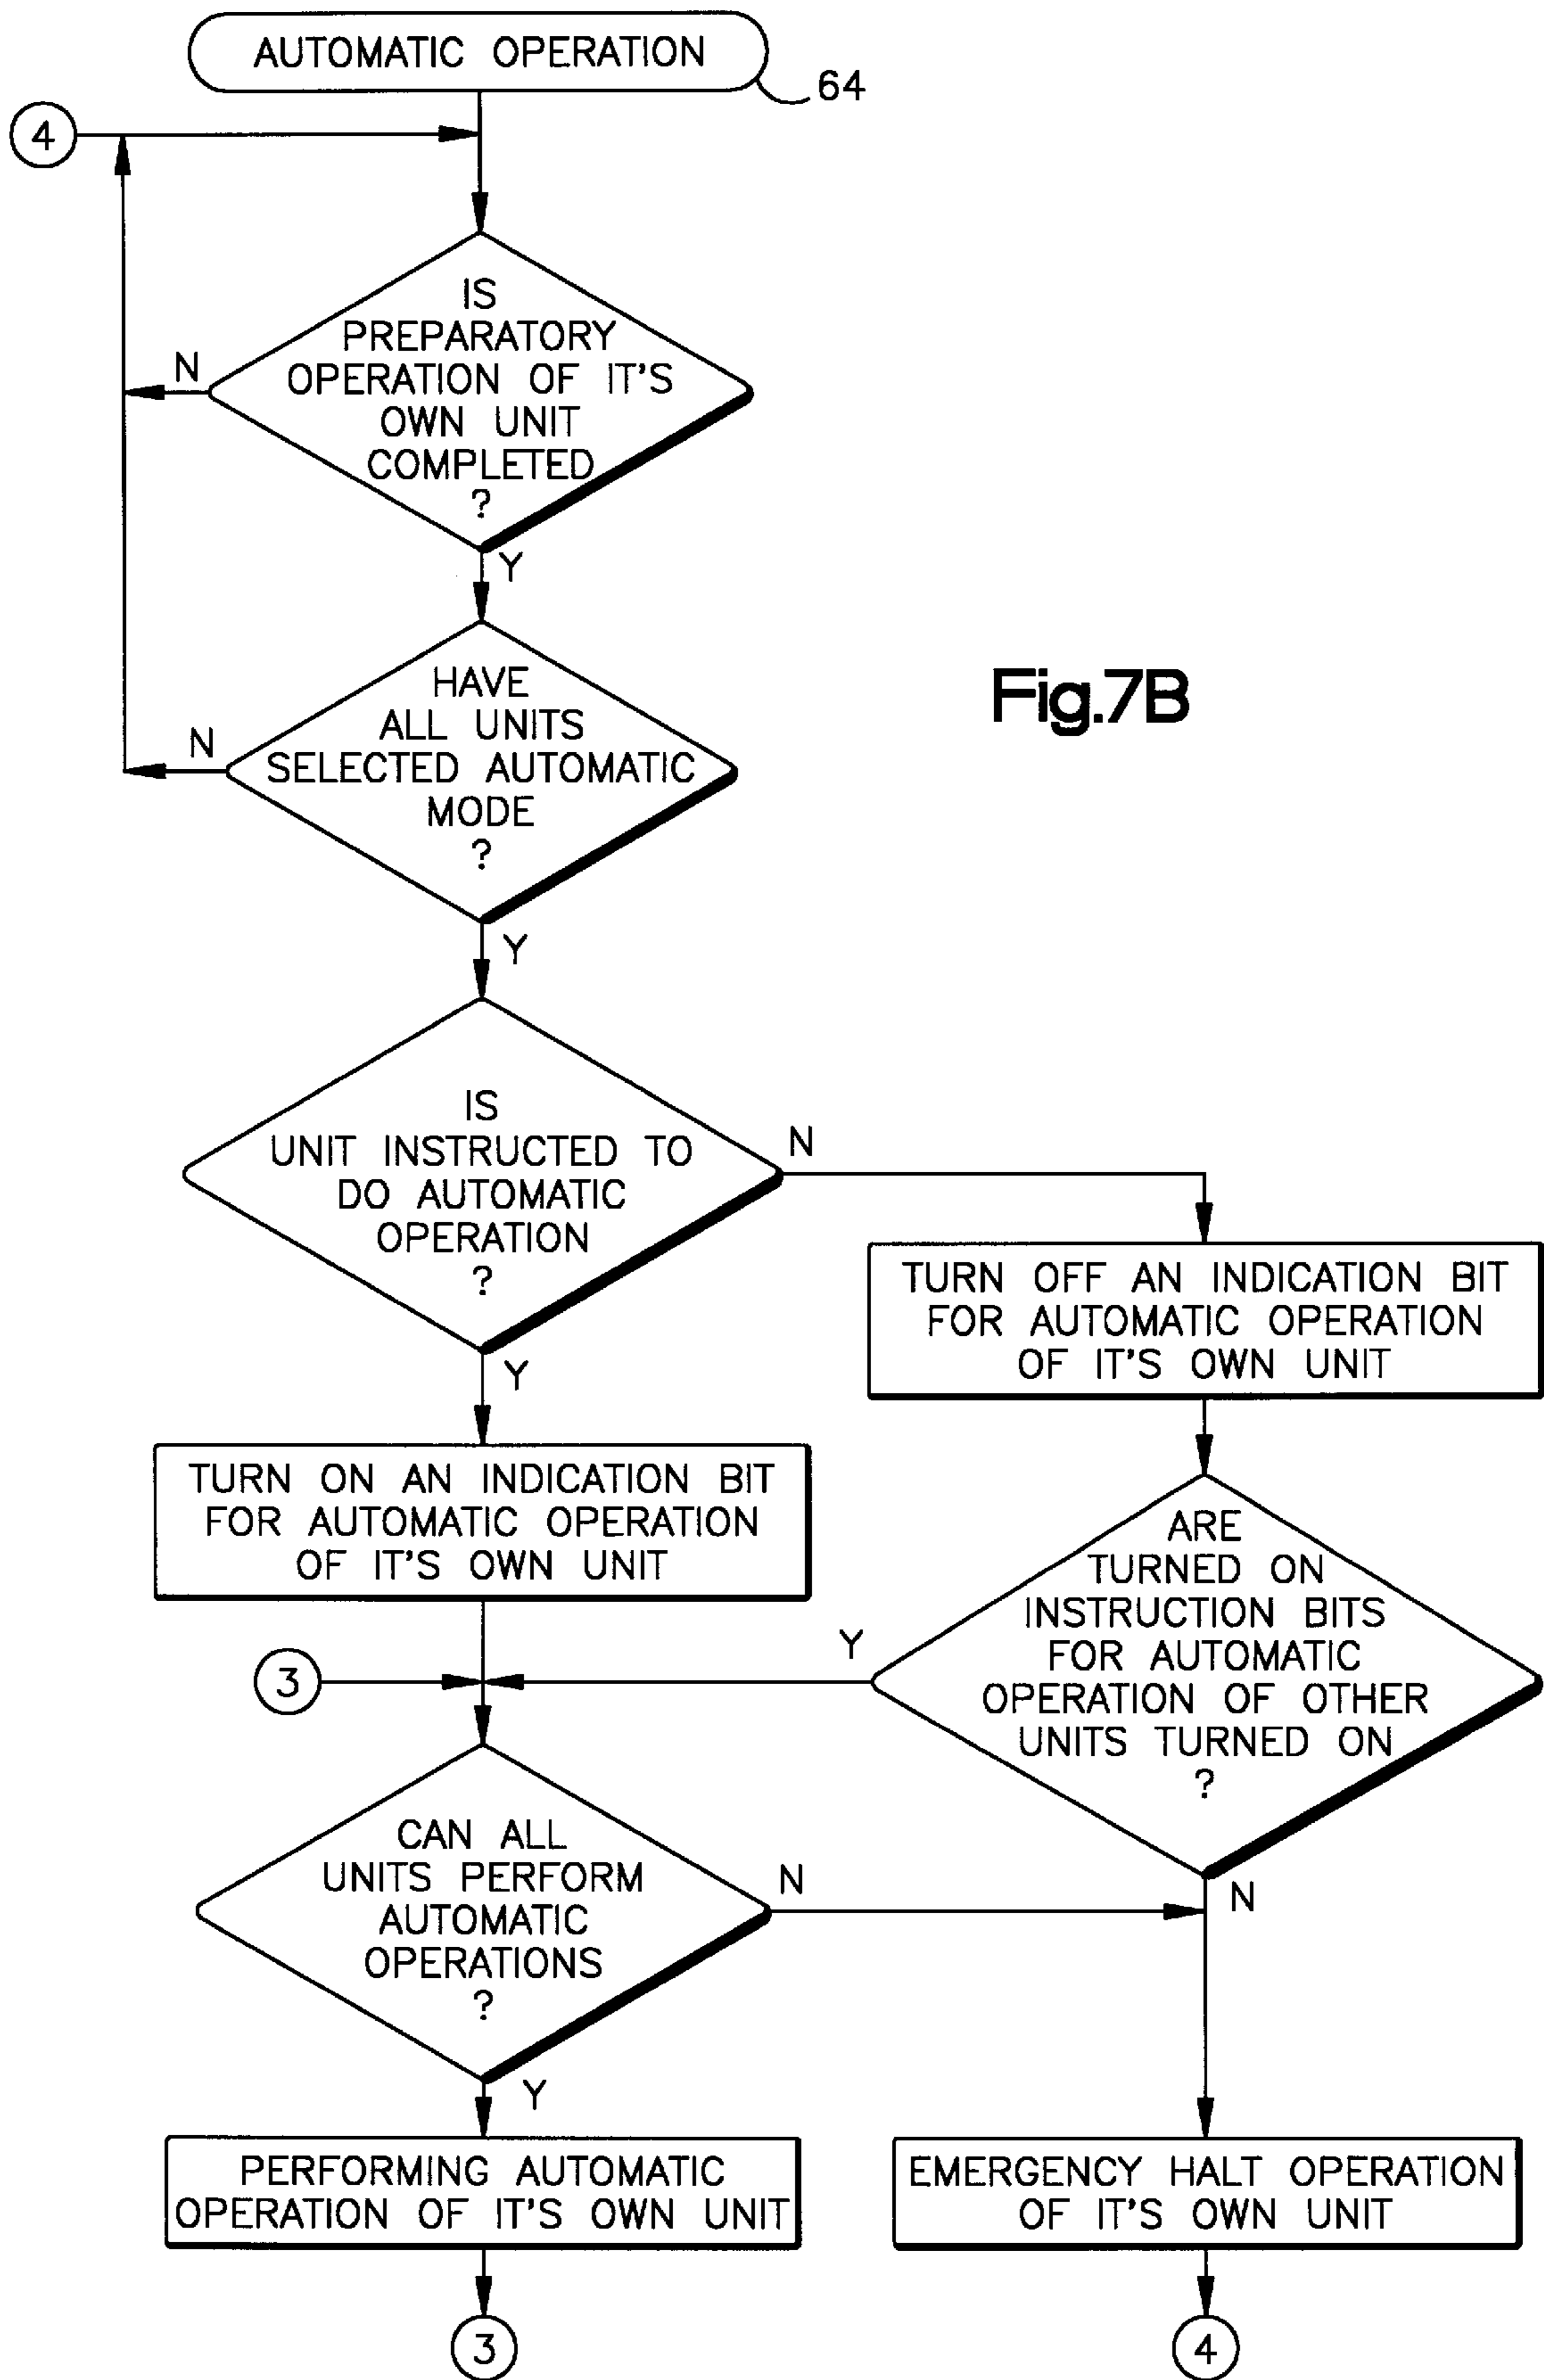 AUTOMATIC OPERATION
64
4
IS
PREPARATORY
OPERATION OF IT'S
OWN UNIT
COMPLETED
?
N
Y
HAVE
ALL UNITS
SELECTED AUTOMATIC
MODE
?
N
Y
Fig.7B
IS
UNIT INSTRUCTED TO
DO AUTOMATIC
OPERATION
?
N
Y
TURN OFF AN INDICATION BIT
FOR AUTOMATIC OPERATION
OF IT'S OWN UNIT
TURN ON AN INDICATION BIT
FOR AUTOMATIC OPERATION
OF IT'S OWN UNIT
ARE
TURNED ON
INSTRUCTION BITS
FOR AUTOMATIC
OPERATION OF OTHER
UNITS TURNED ON
?
Y
N
3
CAN ALL
UNITS PERFORM
AUTOMATIC
OPERATIONS
?
N
Y
PERFORMING AUTOMATIC
OPERATION OF IT'S OWN UNIT
EMERGENCY HALT OPERATION
OF IT'S OWN UNIT
3
4